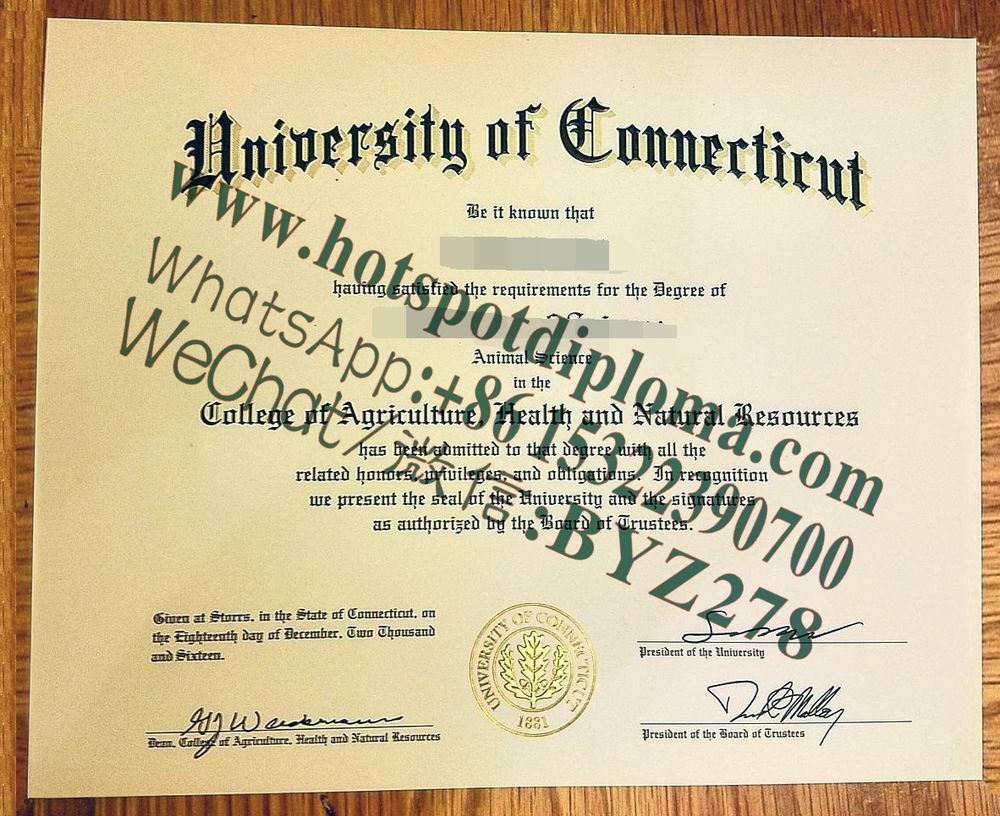 University of Connecticut
Be it known that
having satisfied the requirements for the Degree of
Animal Science
in the
College of Agriculture, Health and Natural Resources
has been admitted to that degree with all the
related honors, privileges, and obligations. In recognition
we present the seal of the University and the signatures
as authorized by the Board of Trustees.
www.hotspotdiploma.com
WhatsApp:+86 15322390700
WeChat/微信:BYZ278
Given at Storrs, in the State of Connecticut, on
the Eighteenth day of December, Two Thousand
and Sixteen.
UNIVERSITY OF CONNECTICUT
1881
President of the University
Dean, College of Agriculture, Health and Natural Resources
President of the Board of Trustees